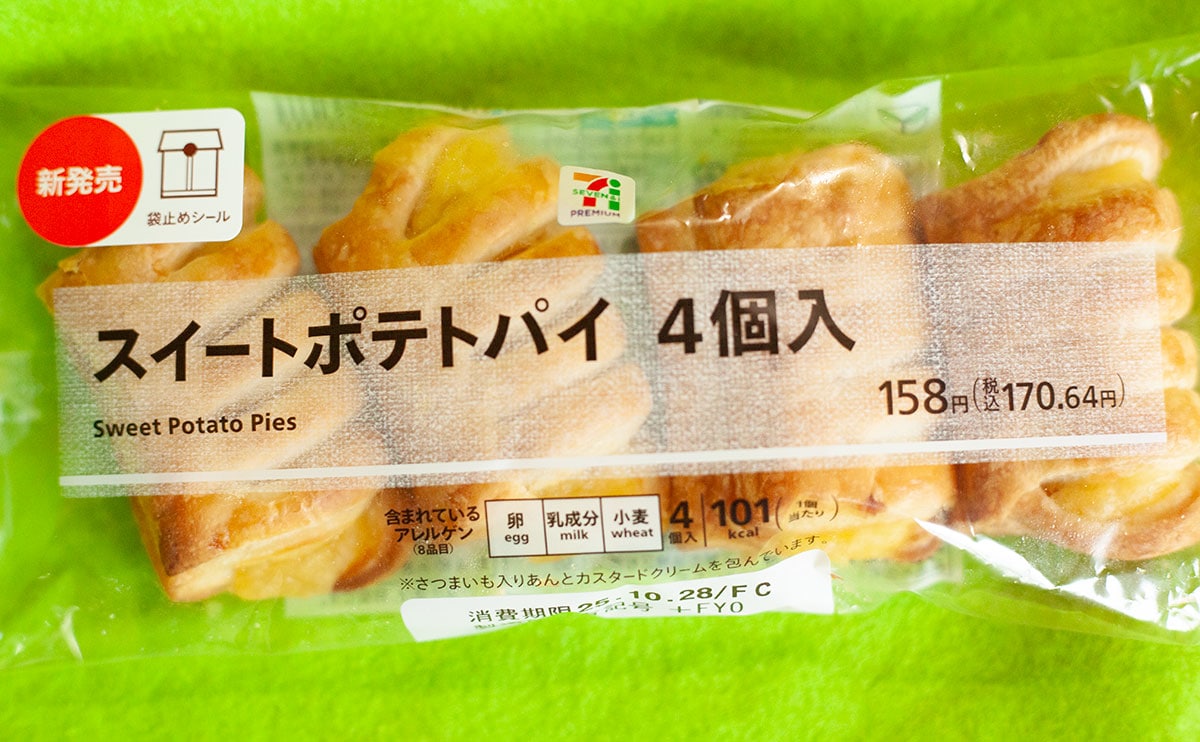 新発売
袋止めシール
SEVEN &i
PREMIUM
スイートポテトパイ 4個入
Sweet Potato Pies
158円(税込170.64円)
含まれている
アレルゲン
(8品目)
卵
egg
乳成分
milk
小麦
wheat
4
個入
101
kcal
(1個
当たり)
※さつまいも入りあんとカスタードクリームを包んでいます。
消費期限 25.10.28/FC
記号 +FYO